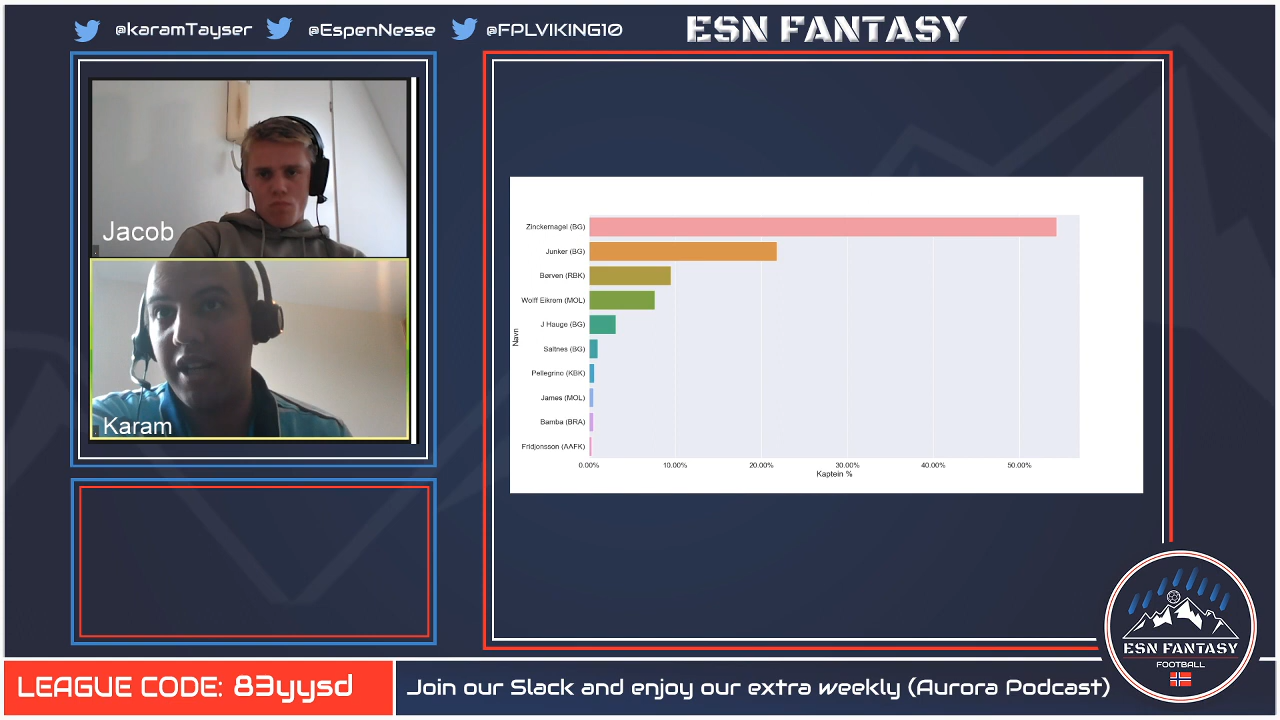 @karamTayser
@EspenNesse
@FPLVIKING10
ESN FANTASY
Jacob
Karam
Navn
Zinckernagel (BG)
Junker (BG)
Børven (RBK)
Wolff Eikrem (MOL)
J Hauge (BG)
Saltnes (BG)
Pellegrino (KBK)
James (MOL)
Bamba (BRA)
Fridjonsson (AAFK)
0.00% 10.00% 20.00% 30.00% 40.00% 50.00%
Kaptein %
ESN FANTASY
FOOTBALL
LEAGUE CODE: 83yysd
Join our Slack and enjoy our extra weekly (Aurora Podcast)